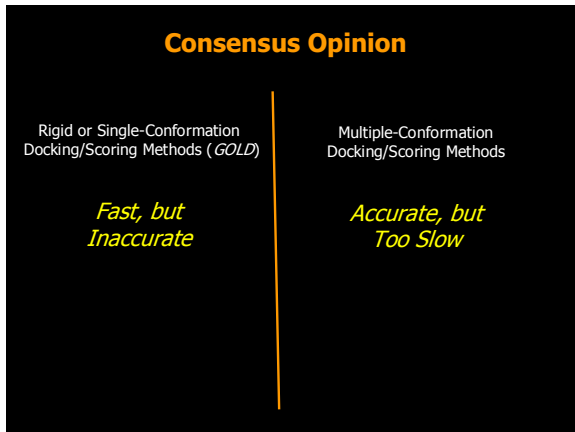 Consensus Opinion
Rigid or Single-Conformation
Docking/Scoring Methods (GOLD)
Fast, but
Inaccurate
Multiple-Conformation
Docking/Scoring Methods
Accurate, but
Too Slow